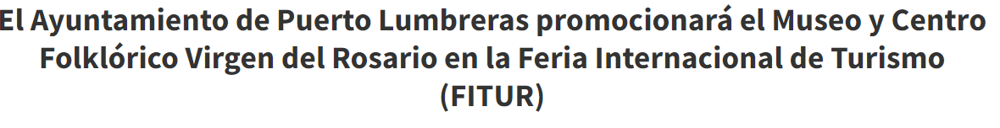 El Ayuntamiento de Puerto Lumbreras promocionará el Museo y Centro
Folklórico Virgen del Rosario en la Feria Internacional de Turismo
(FITUR)